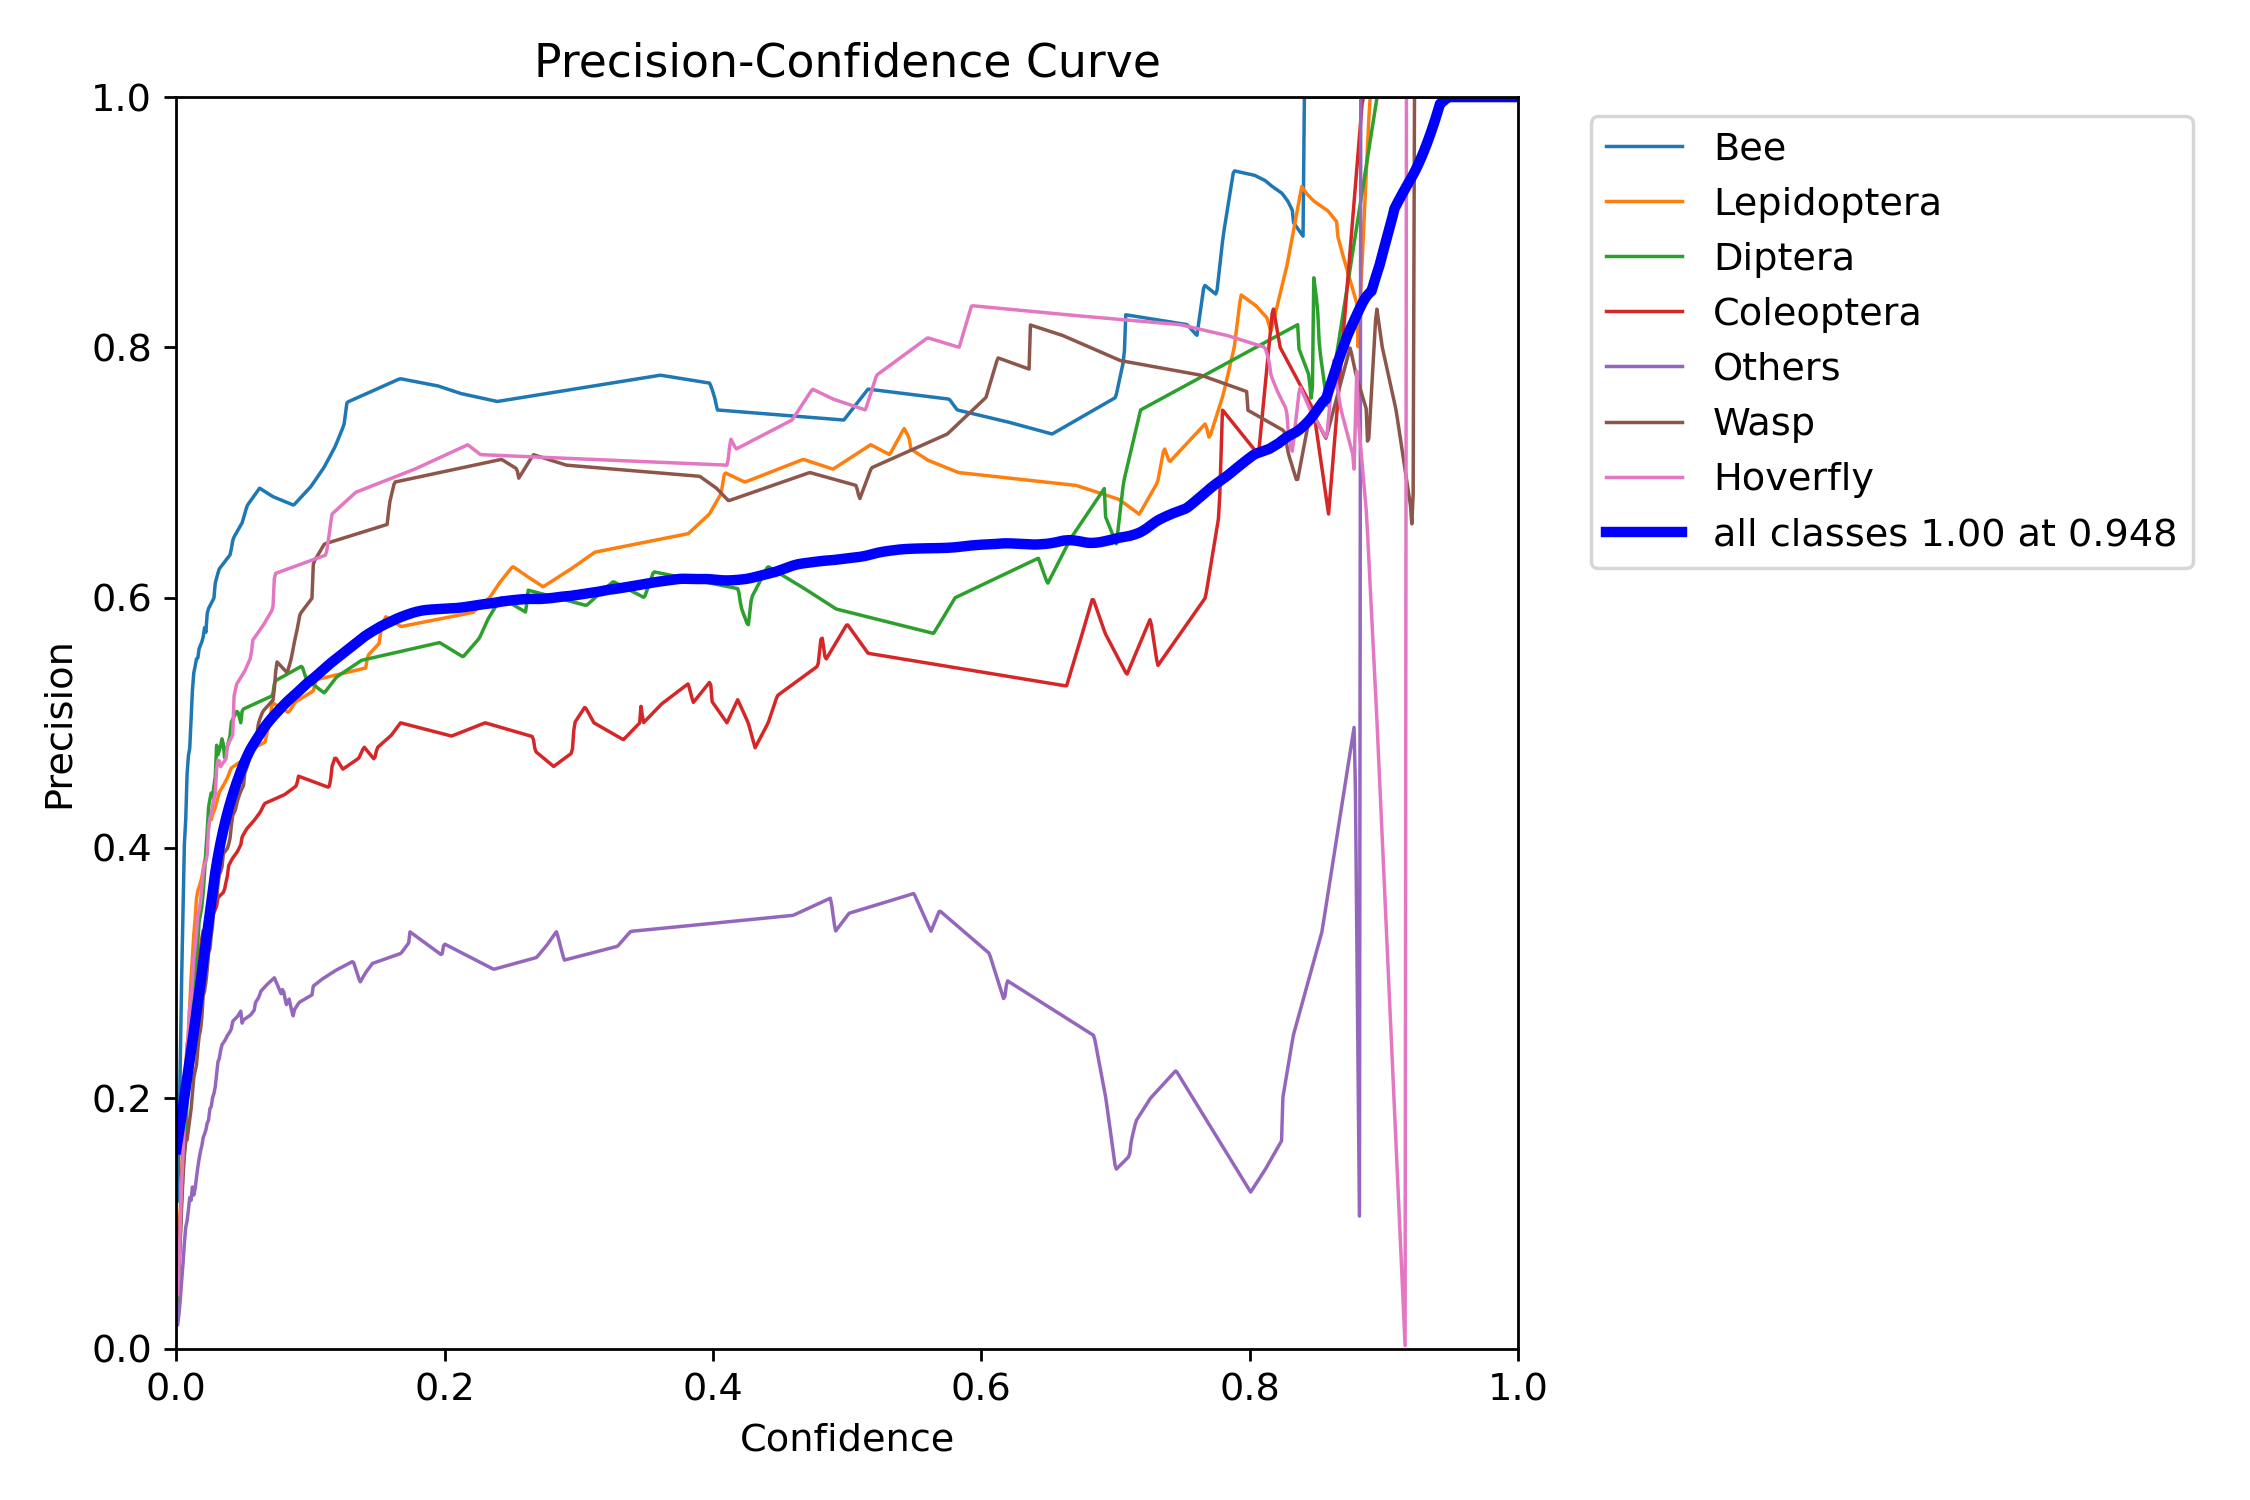 Precision-Confidence Curve
1.0
0.8
0.6
0.4
0.2
0.0
Precision
0.0 0.2 0.4 0.6 0.8 1.0
Confidence
Bee
Lepidoptera
Diptera
Coleoptera
Others
Wasp
Hoverfly
all classes 1.00 at 0.948